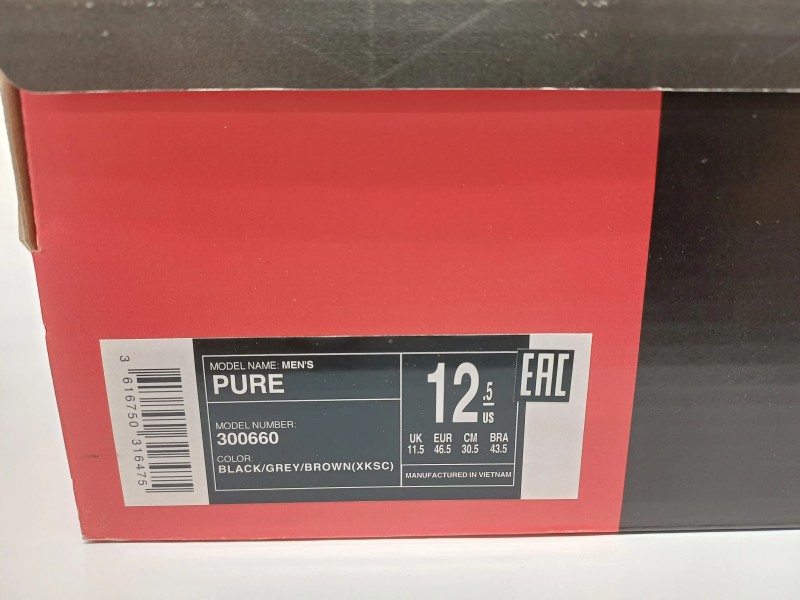 3 616750 316475
MODEL NAME: MEN'S
PURE
MODEL NUMBER:
300660
COLOR:
BLACK/GREY/BROWN(XKSC)
12.5
US
UK EUR CM BRA
11.5 46.5 30.5 43.5
MANUFACTURED IN VIETNAM
EAC